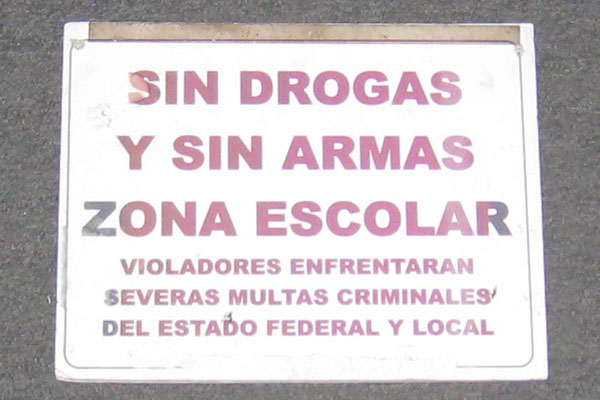 SIN DROGAS
Y SIN ARMAS
ZONA ESCOLAR
VIOLADORES ENFRENTARAN
SEVERAS MULTAS CRIMINALES
DEL ESTADO FEDERAL Y LOCAL